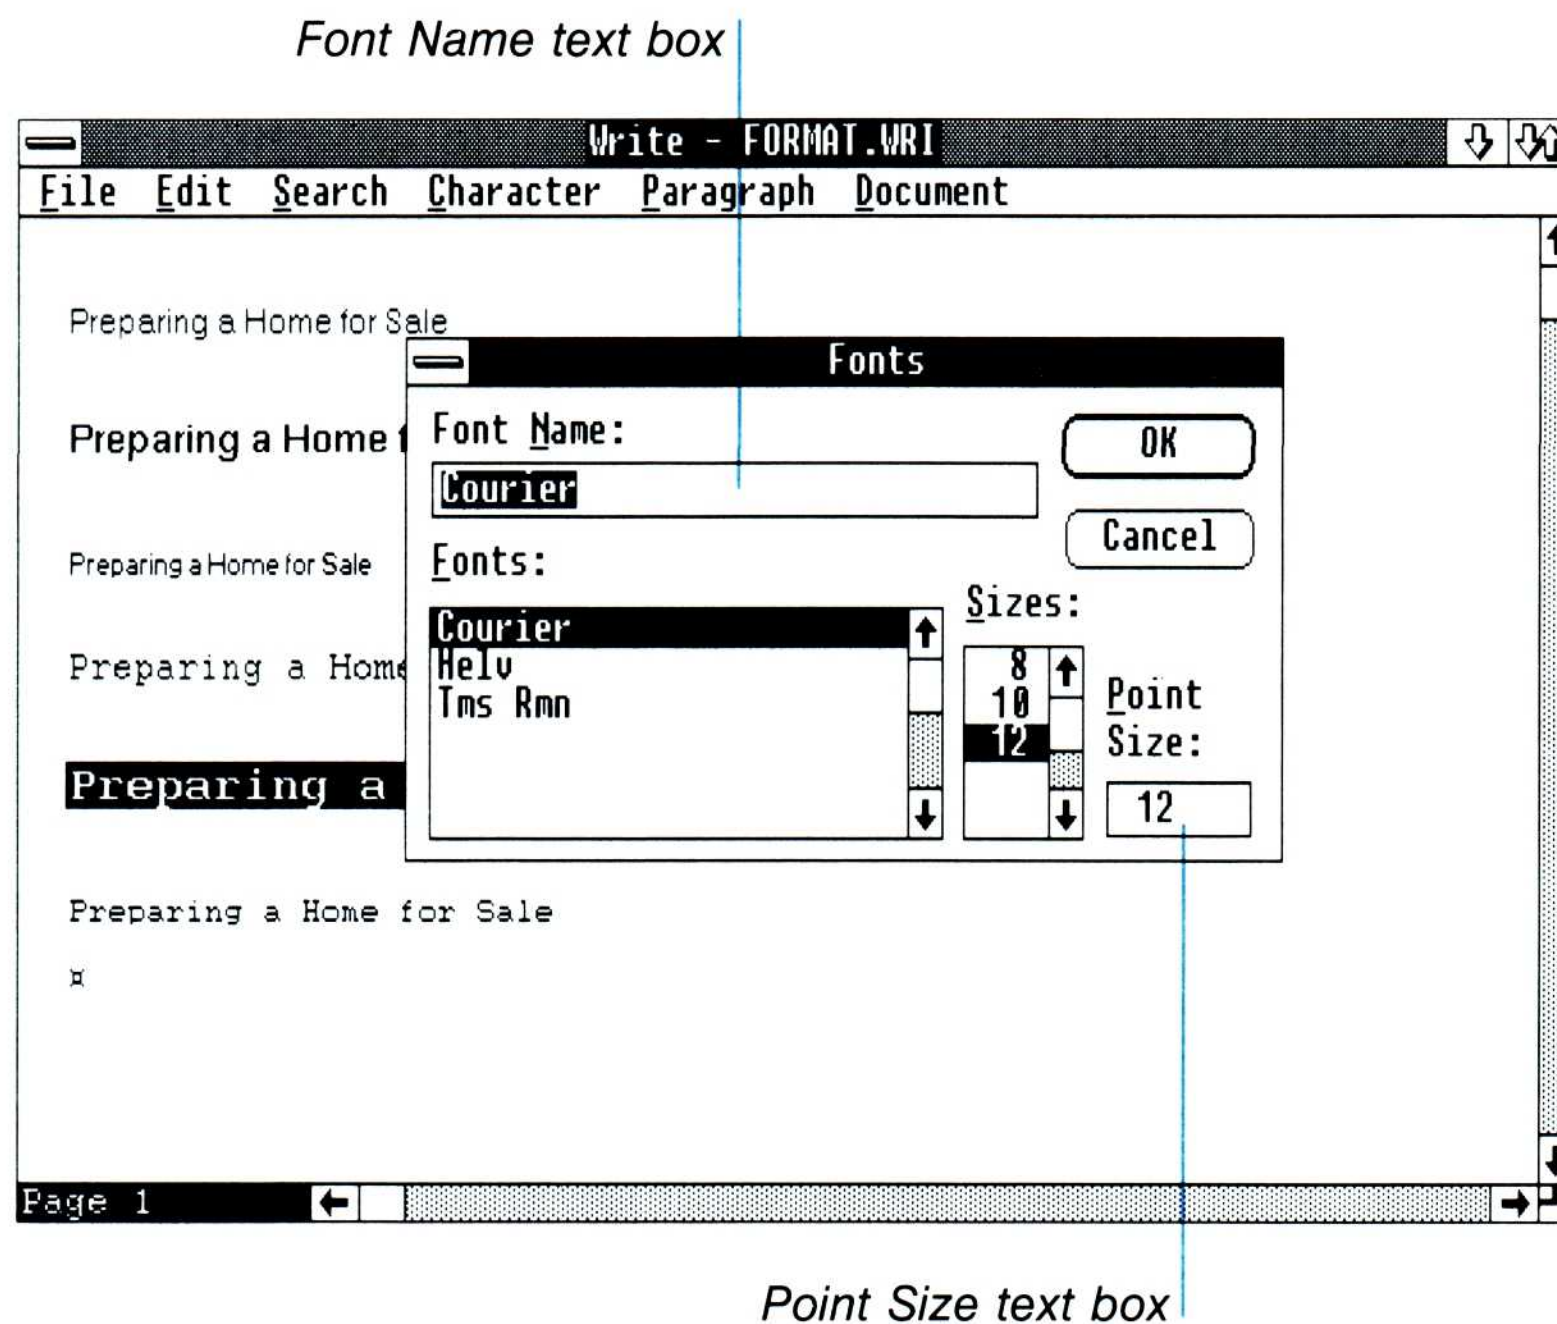 Font Name text box
Write - FORMAT.WRI
File Edit Search Character Paragraph Document
Preparing a Home for Sale
Fonts
Preparing a Home f
Font Name:
OK
Courier
Cancel
Preparing a Home for Sale
Fonts:
Sizes:
Courier
Helv
Tms Rmn
8
10
12
Point
Size:
12
Preparing a Home
Preparing a
Preparing a Home for Sale
¤
Page 1
Point Size text box